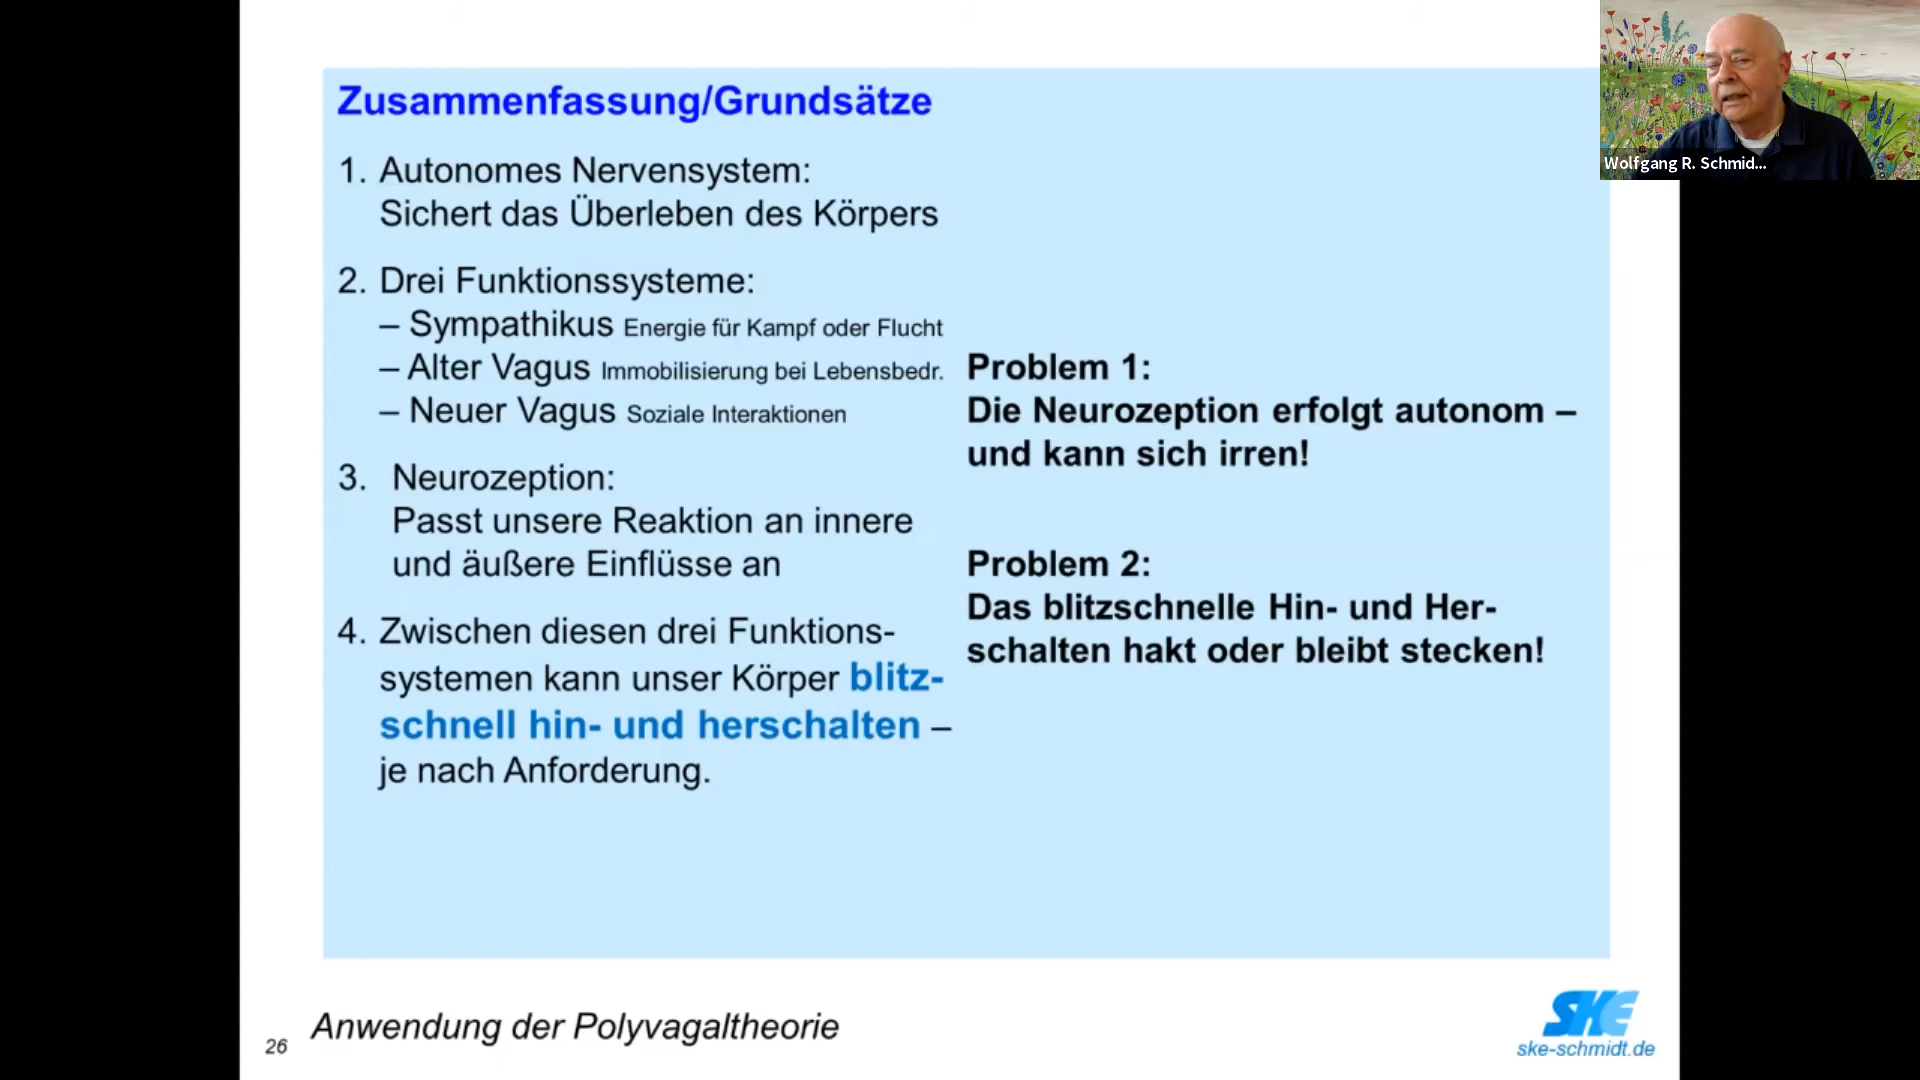 Zusammenfassung/Grundsätze
1. Autonomes Nervensystem:
Sichert das Überleben des Körpers
2. Drei Funktionssysteme:
– Sympathikus Energie für Kampf oder Flucht
– Alter Vagus Immobilisierung bei Lebensbedr.
– Neuer Vagus Soziale Interaktionen
3. Neurozeption:
Passt unsere Reaktion an innere
und äußere Einflüsse an
4. Zwischen diesen drei Funktions-
systemen kann unser Körper blitz-
schnell hin- und herschalten –
je nach Anforderung.
Problem 1:
Die Neurozeption erfolgt autonom –
und kann sich irren!
Problem 2:
Das blitzschnelle Hin- und Her-
schalten hakt oder bleibt stecken!
Wolfgang R. Schmid...
26
Anwendung der Polyvagaltheorie
SKE
ske-schmidt.de